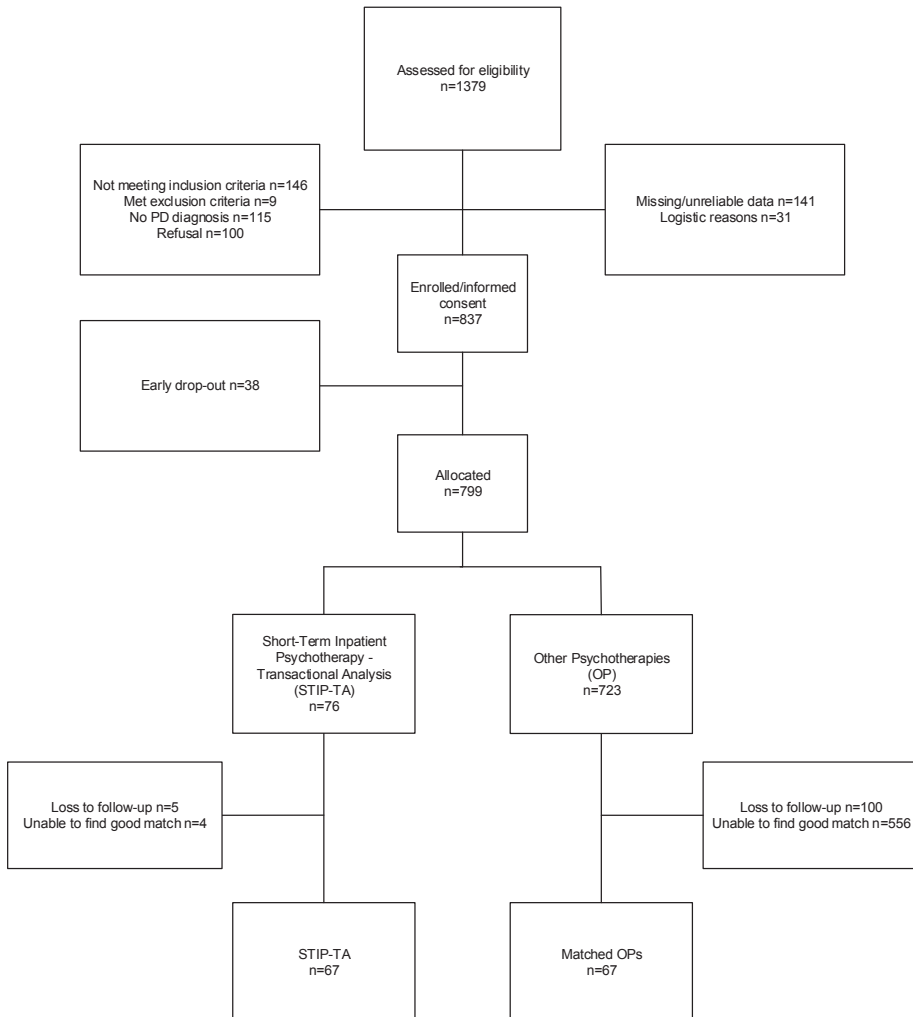 Assessed for eligibility
n=1379
Not meeting inclusion criteria n=146
Met exclusion criteria n=9
No PD diagnosis n=115
Refusal n=100
Missing/unreliable data n=141
Logistic reasons n=31
Enrolled/informed
consent
n=837
Early drop-out n=38
Allocated
n=799
Short-Term Inpatient
Psychotherapy -
Transactional Analysis
(STIP-TA)
n=76
Other Psychotherapies
(OP)
n=723
Loss to follow-up n=5
Unable to find good match n=4
Loss to follow-up n=100
Unable to find good match n=556
STIP-TA
n=67
Matched OPs
n=67